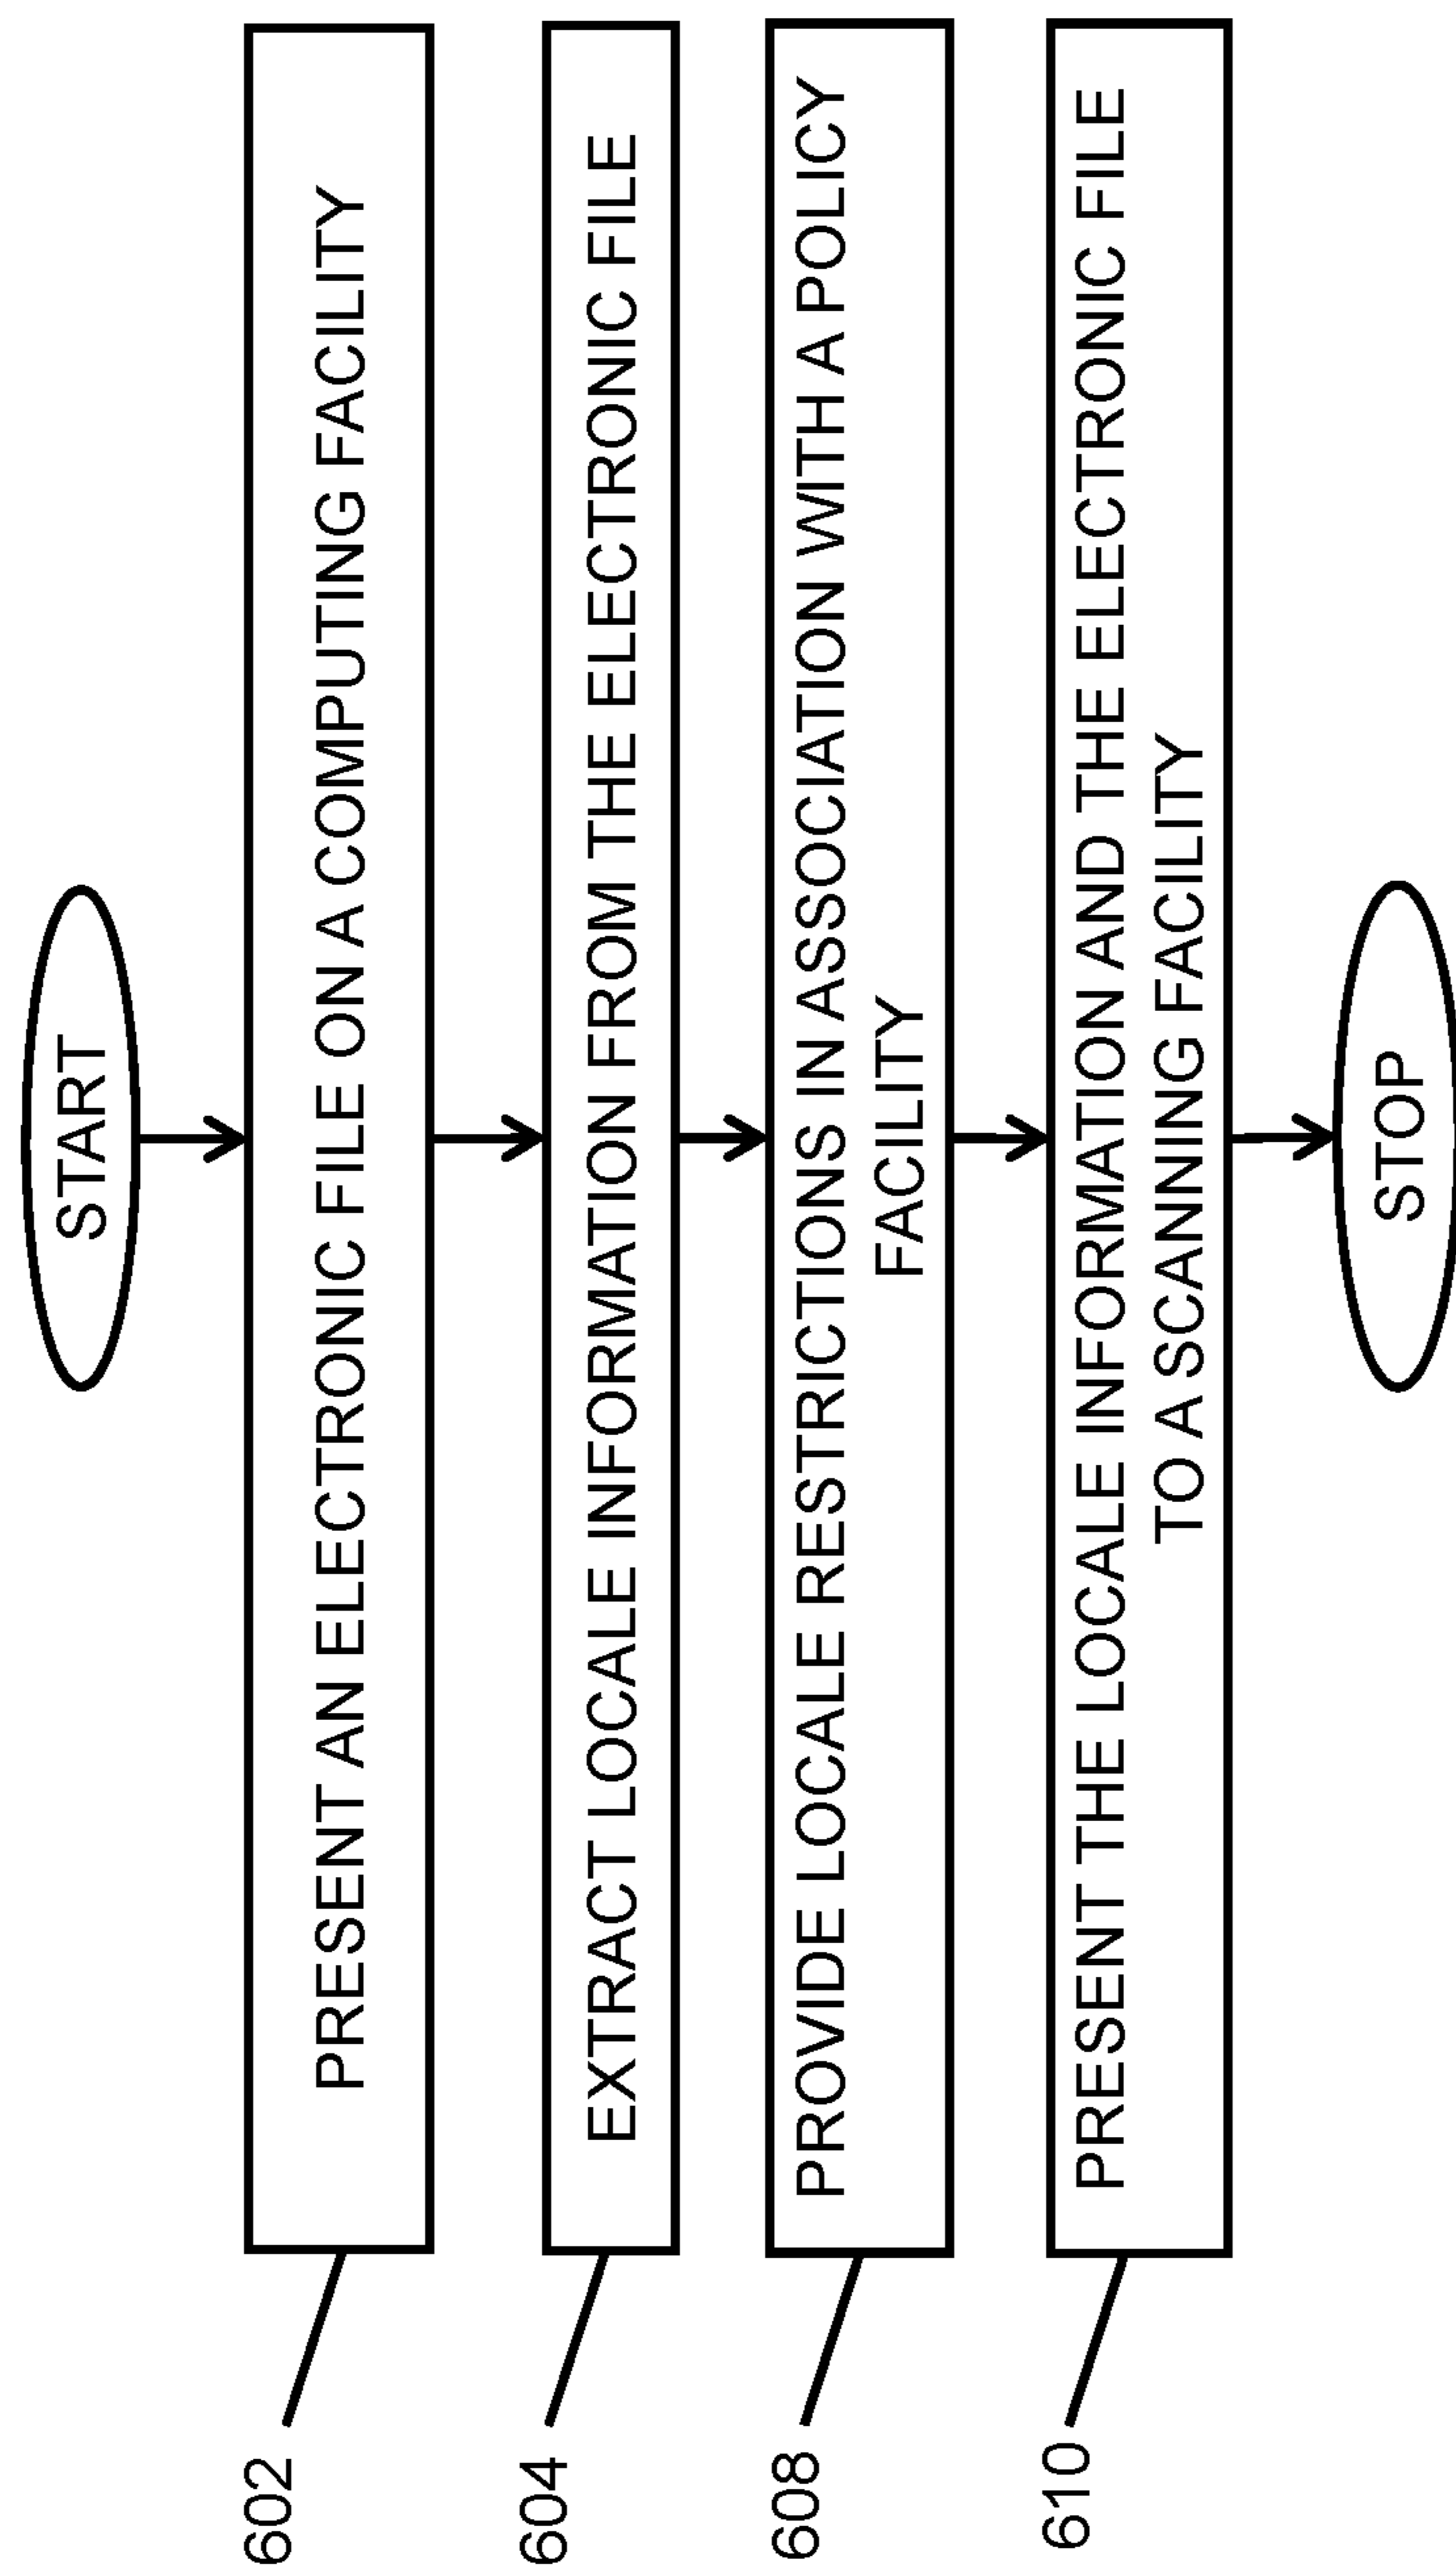 START
602
PRESENT AN ELECTRONIC FILE ON A COMPUTING FACILITY
604
EXTRACT LOCALE INFORMATION FROM THE ELECTRONIC FILE
608
PROVIDE LOCALE RESTRICTIONS IN ASSOCIATION WITH A POLICY
FACILITY
610
PRESENT THE LOCALE INFORMATION AND THE ELECTRONIC FILE
TO A SCANNING FACILITY
STOP